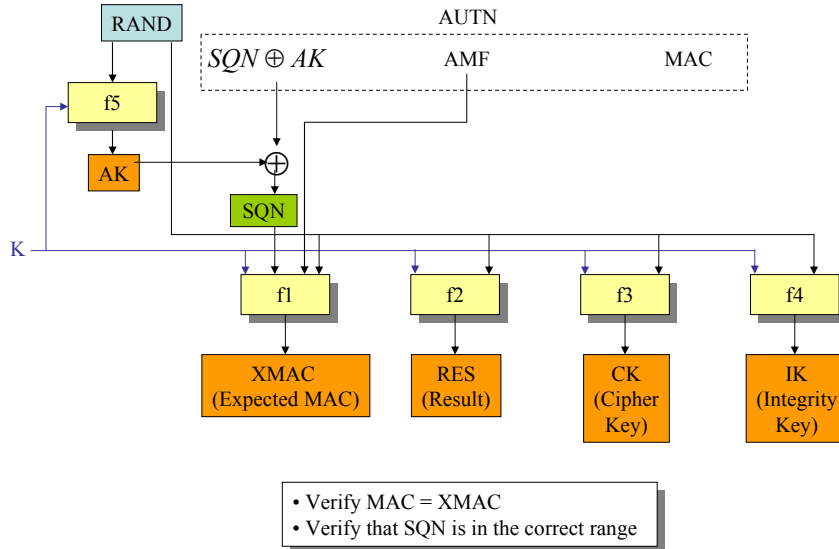 RAND
AUTN
SQN ⊕ AK
AMF
MAC
f5
AK
SQN
K
f1
f2
f3
f4
XMAC
(Expected MAC)
RES
(Result)
CK
(Cipher
Key)
IK
(Integrity
Key)
• Verify MAC = XMAC
• Verify that SQN is in the correct range